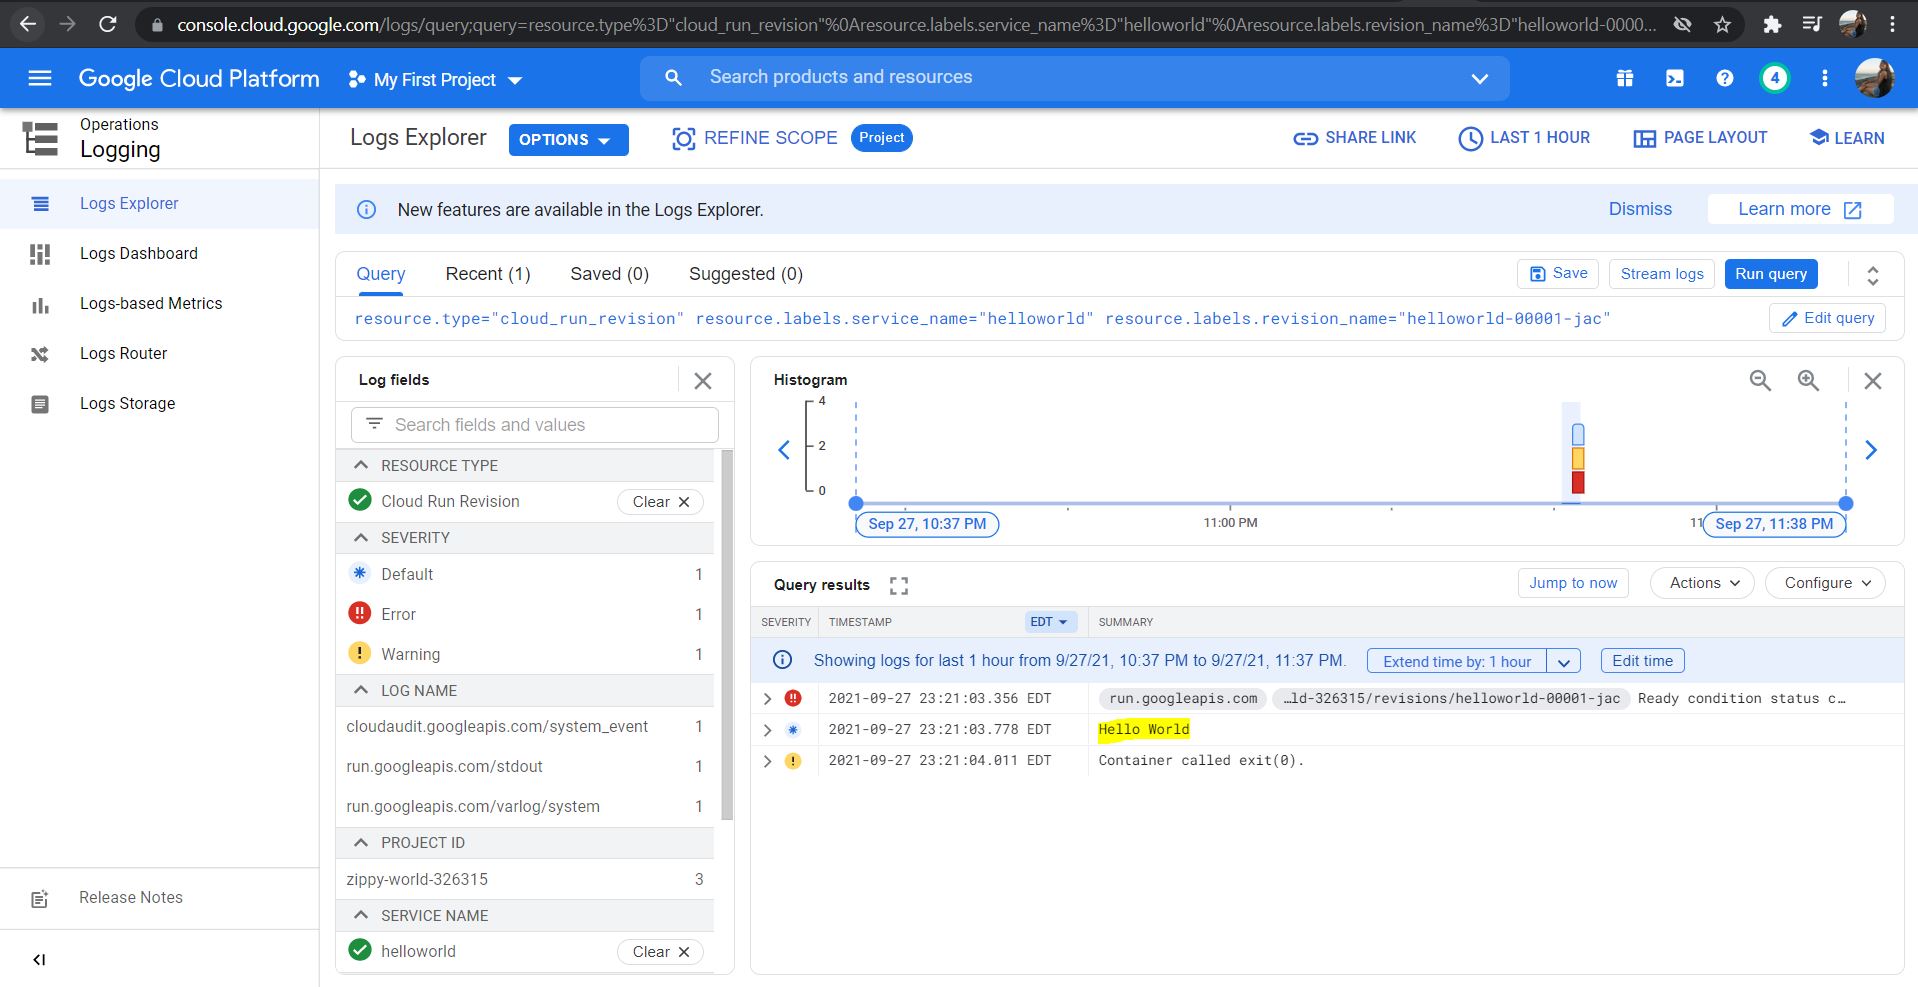 console.cloud.google.com/logs/query;query=resource.type%3D"cloud_run_revision"%0Aresource.labels.service_name%3D"helloworld"%0Aresource.labels.revision_name%3D"helloworld-0000...
Google Cloud Platform
My First Project
Search products and resources
4
Operations
Logging
Logs Explorer
OPTIONS
REFINE SCOPE
Project
SHARE LINK
LAST 1 HOUR
PAGE LAYOUT
LEARN
Logs Explorer
Logs Dashboard
Logs-based Metrics
Logs Router
Logs Storage
Release Notes
New features are available in the Logs Explorer.
Dismiss
Learn more
Query
Recent (1)
Saved (0)
Suggested (0)
Save
Stream logs
Run query
resource.type="cloud_run_revision" resource.labels.service_name="helloworld" resource.labels.revision_name="helloworld-00001-jac"
Edit query
Log fields
Search fields and values
RESOURCE TYPE
Cloud Run Revision
Clear
SEVERITY
Default 1
Error 1
Warning 1
LOG NAME
cloudaudit.googleapis.com/system_event 1
run.googleapis.com/stdout 1
run.googleapis.com/varlog/system 1
PROJECT ID
zippy-world-326315 3
SERVICE NAME
helloworld
Clear
Histogram
4
2
0
Sep 27, 10:37 PM
11:00 PM
11
Sep 27, 11:38 PM
Query results
Jump to now
Actions
Configure
SEVERITY TIMESTAMP EDT SUMMARY
Showing logs for last 1 hour from 9/27/21, 10:37 PM to 9/27/21, 11:37 PM.
Extend time by: 1 hour
Edit time
2021-09-27 23:21:03.356 EDT run.googleapis.com …ld-326315/revisions/helloworld-00001-jac Ready condition status c…
2021-09-27 23:21:03.778 EDT Hello World
2021-09-27 23:21:04.011 EDT Container called exit(0).